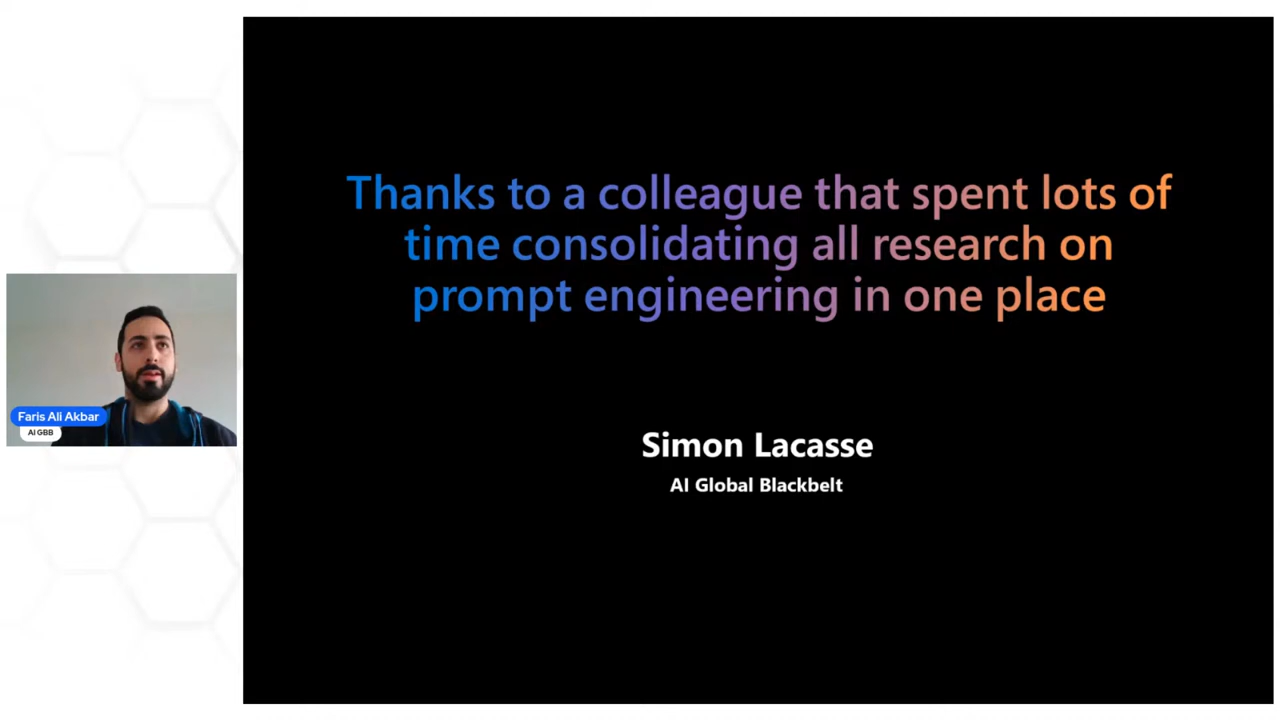 Thanks to a colleague that spent lots of
time consolidating all research on
prompt engineering in one place
Simon Lacasse
AI Global Blackbelt
Faris Ali Akbar
AI GBB